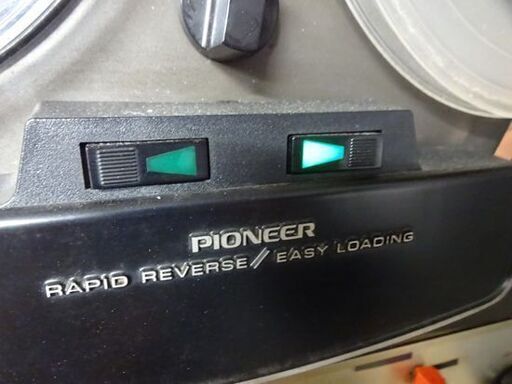 PIONEER
RAPID REVERSE // EASY LOADING